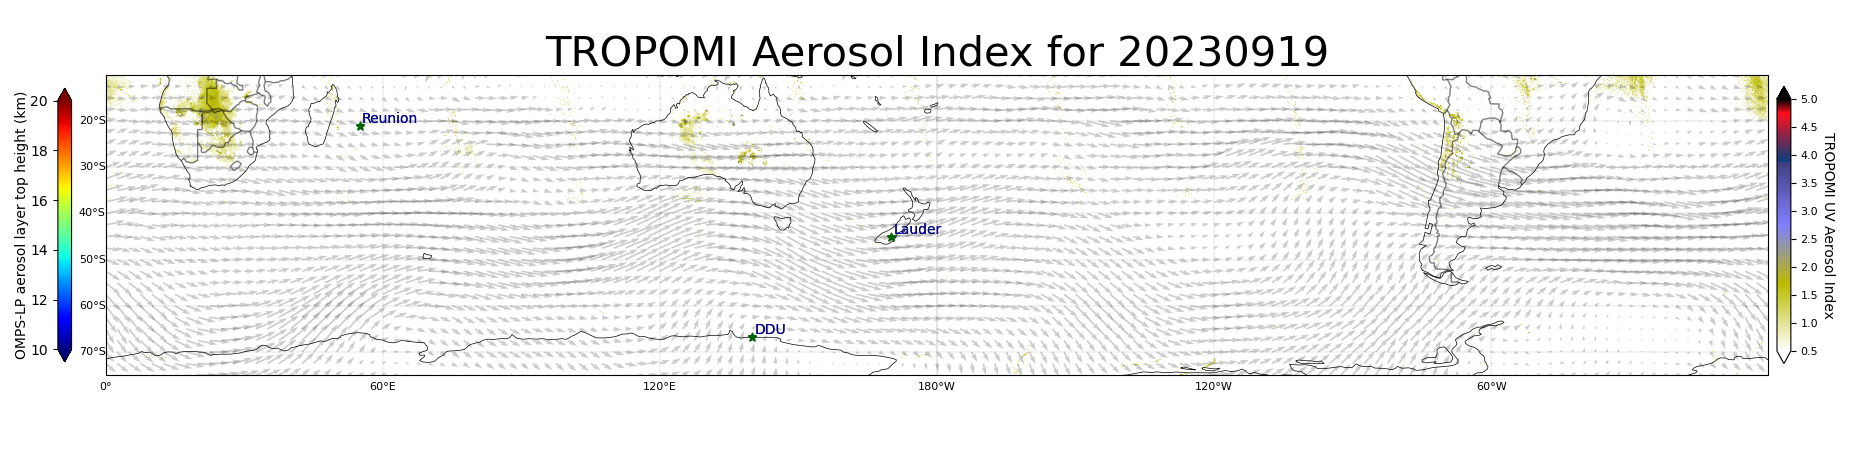 TROPOMI Aerosol Index for 20230919
OMPS-LP aerosol layer top height (km)
20
18
16
14
12
10
20°S
30°S
40°S
50°S
60°S
70°S
Reunion
Lauder
DDU
0°
60°E
120°E
180°W
120°W
60°W
5.0
4.5
4.0
3.5
3.0
2.5
2.0
1.5
1.0
0.5
TROPOMI UV Aerosol Index